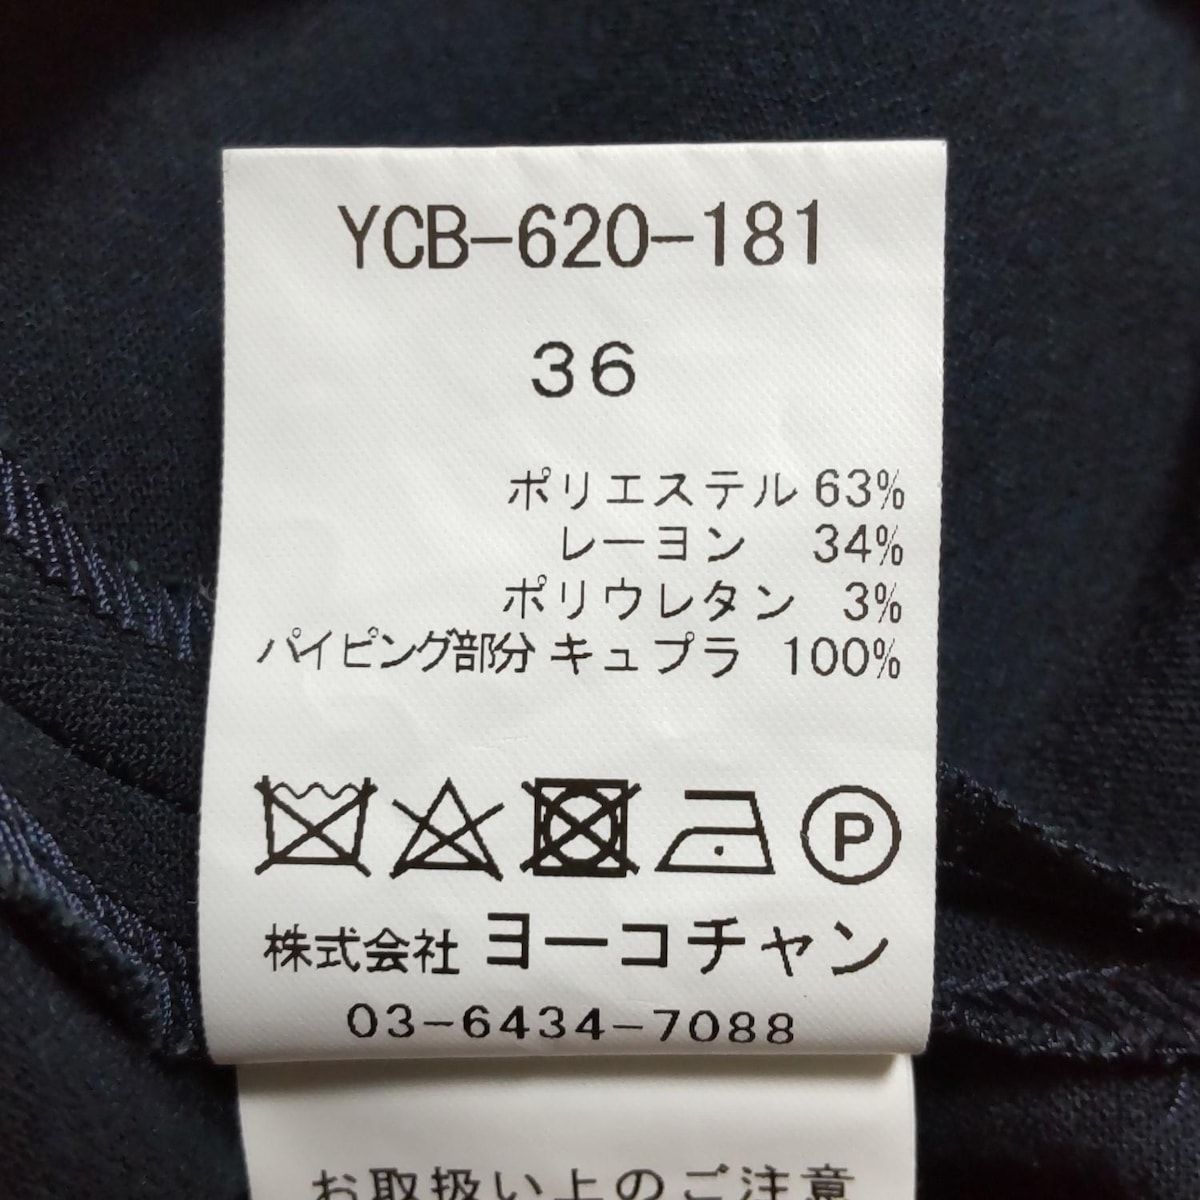 YCB-620-181
36
ポリエステル 63%
レーヨン 34%
ポリウレタン 3%
パイピング部分 キュプラ 100%
P
株式会社 ヨーコチャン
03-6434-7088
お取扱い上のご注意